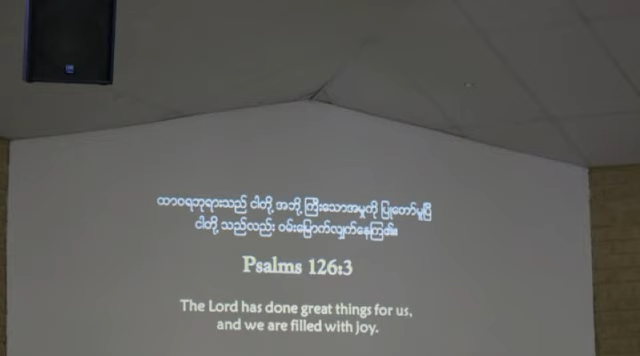 ထာဝရဘုရားသည် ငါတို့ အဘို့ ကြီးသောအမှုကို ပြုတော်မူပြီ
ငါတို့ သည်လည်း ဝမ်းမြောက်လျှက်နေကြ၏။
Psalms 126:3
The Lord has done great things for us,
and we are filled with joy.